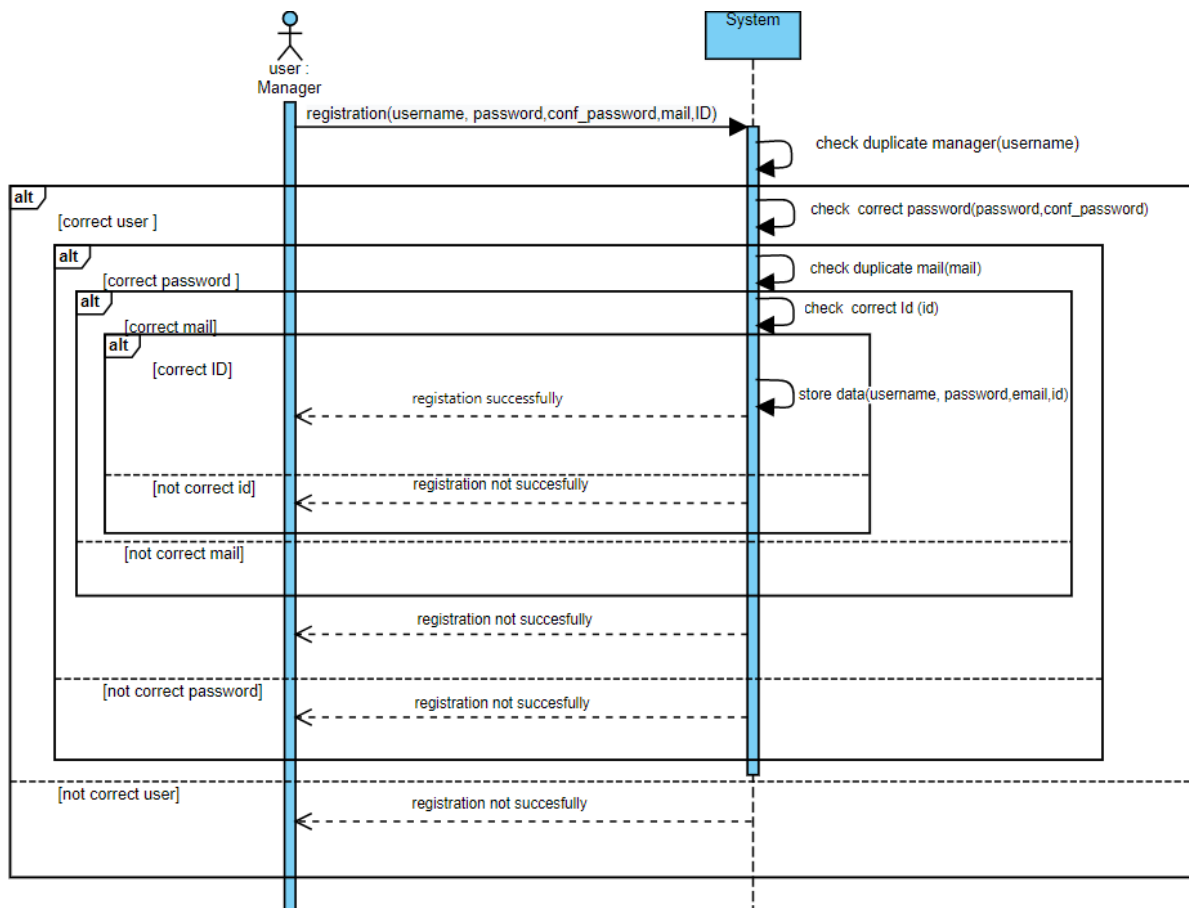 System
user :
Manager
registration(username, password,conf_password,mail,ID)
check duplicate manager(username)
alt
[correct user ]
check  correct password(password,conf_password)
alt
[correct password ]
check duplicate mail(mail)
alt
[correct mail]
check  correct Id (id)
alt
[correct ID]
store data(username, password,email,id)
registation successfully
[not correct id]
registration not succesfully
[not correct mail]
registration not succesfully
[not correct password]
registration not succesfully
[not correct user]
registration not succesfully